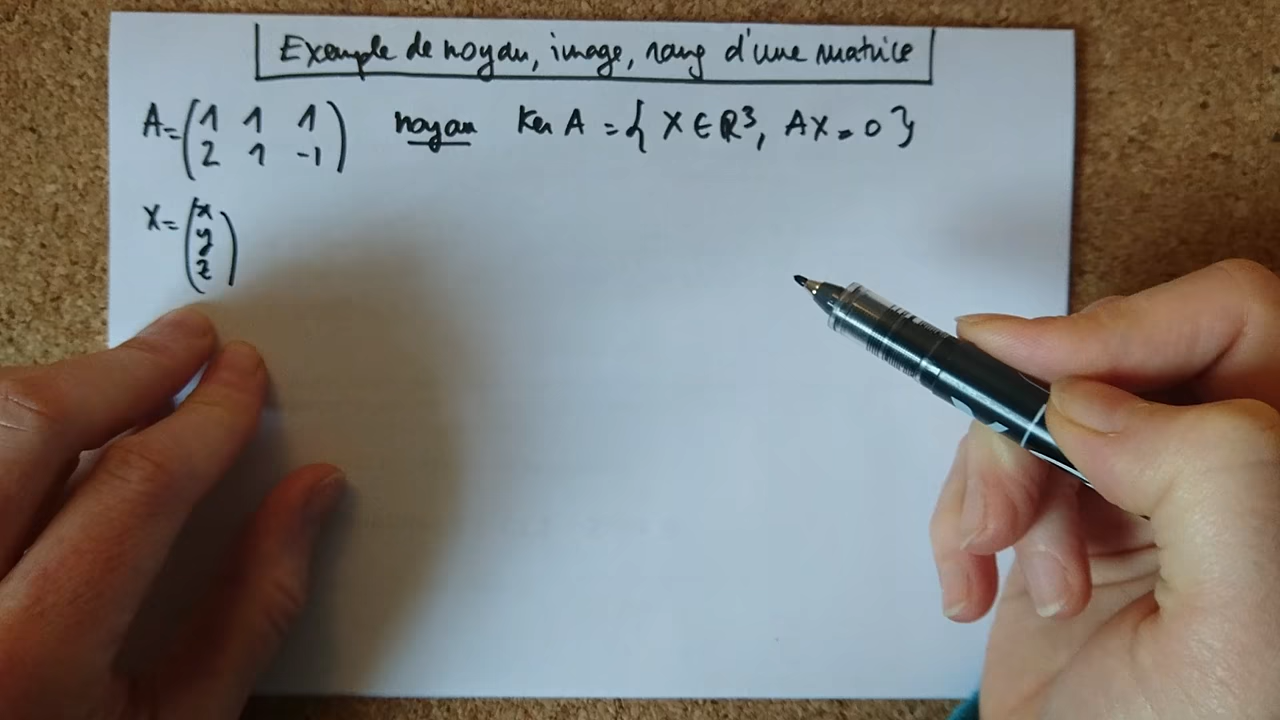 Exemple de noyau, image, rang d'une matrice
A=(1 1 1
2 1 -1) noyau Ker A = { X ∈ ℝ³, AX = 0 }
X=(x
y
z)